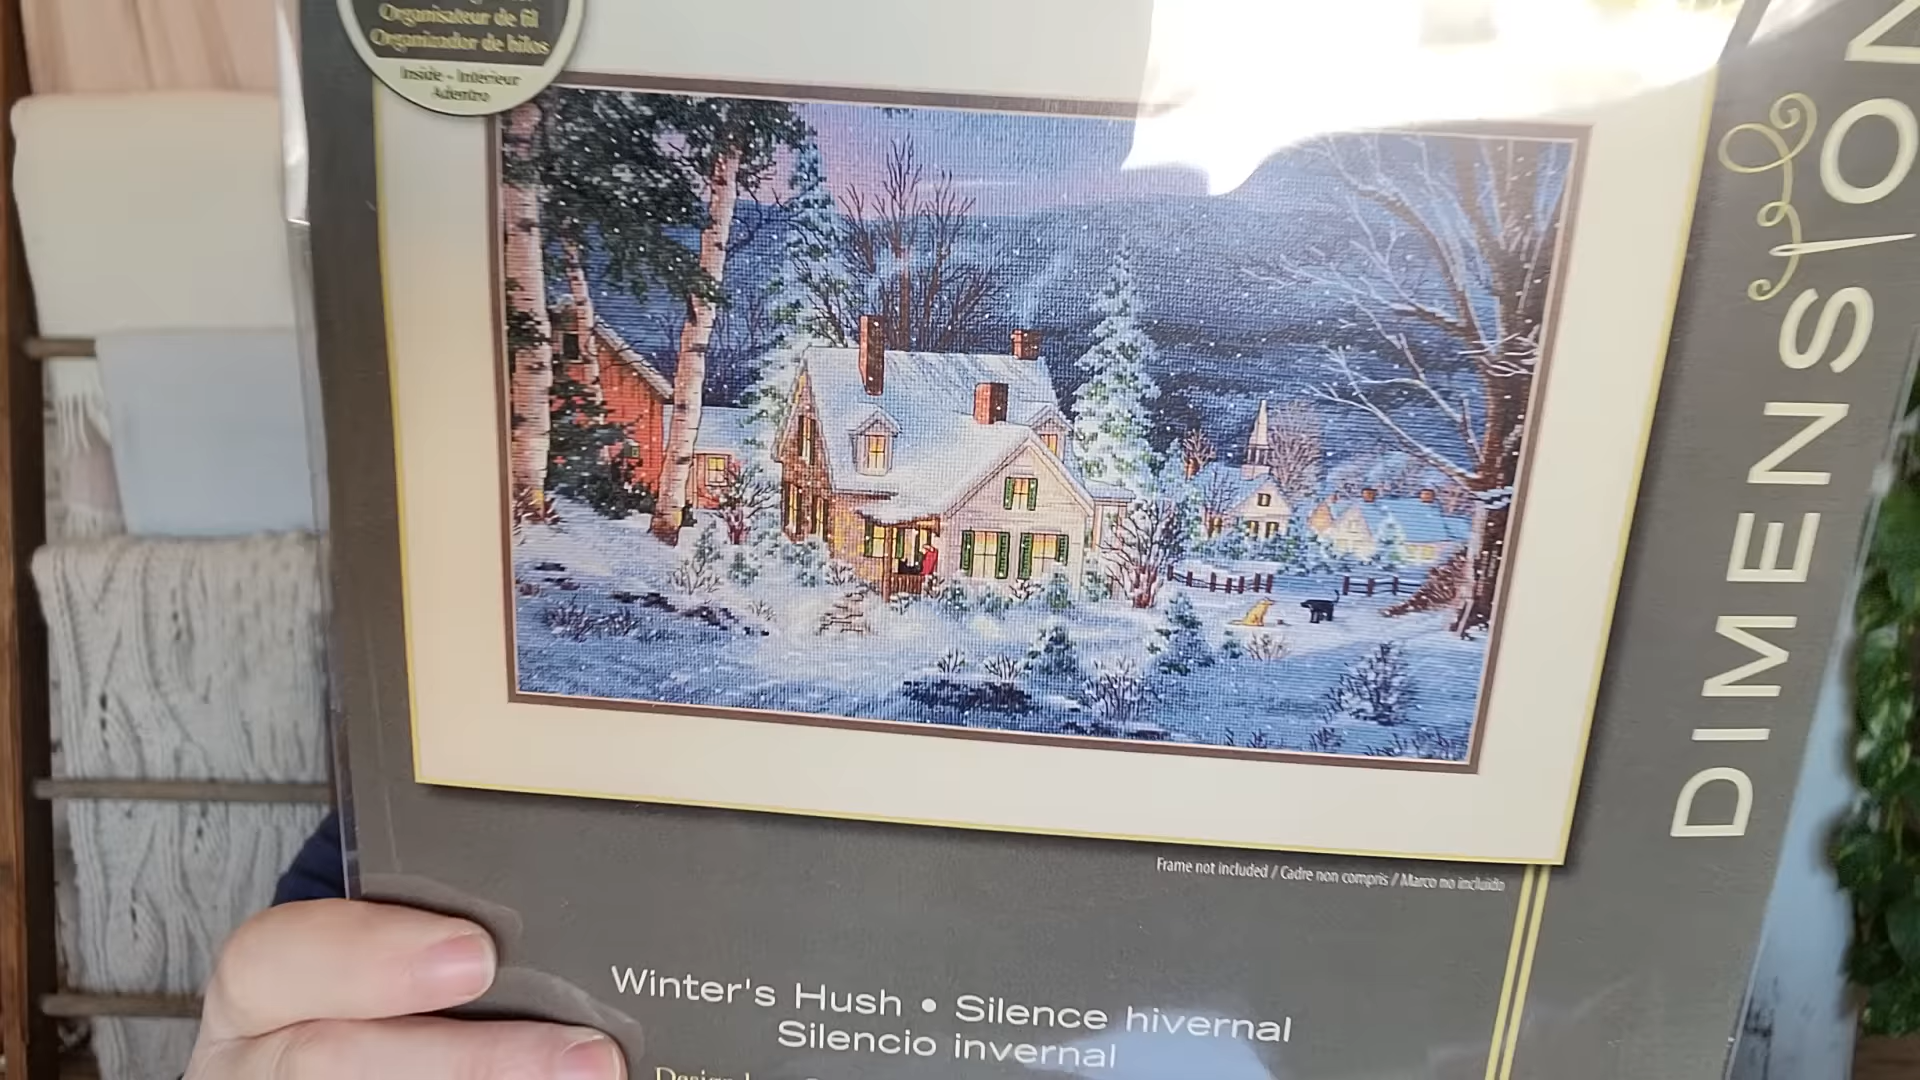 Organisateur de fil
Organizador de hilos
Inside - Intérieur
Adentro
DIMENSION
Frame not included / Cadre non compris / Marco no incluido
Winter's Hush • Silence hivernal
Silencio invernal